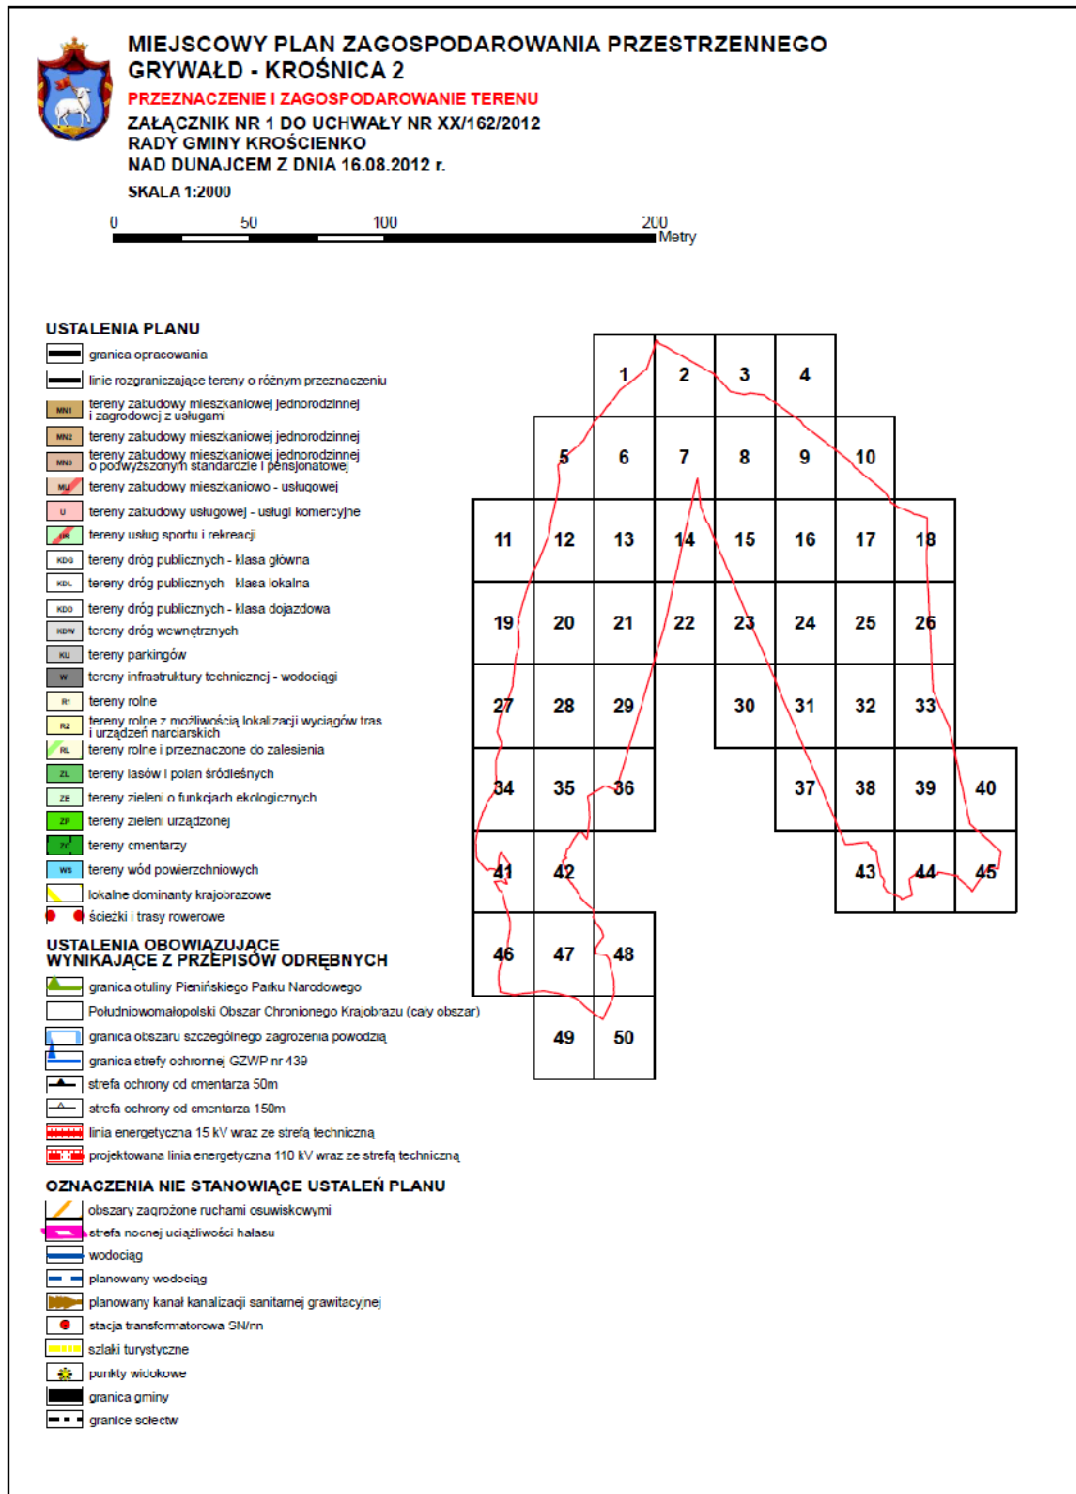 MIEJSCOWY PLAN ZAGOSPODAROWANIA PRZESTRZENNEGO
GRYWAŁD - KROŚNICA 2
PRZEZNACZENIE I ZAGOSPODAROWANIE TERENU
ZAŁĄCZNIK NR 1 DO UCHWAŁY NR XX/162/2012
RADY GMINY KROŚCIENKO
NAD DUNAJCEM Z DNIA 16.08.2012 r.
SKALA 1:2000
0 50 100 200
Metry
USTALENIA PLANU
granica opracowania
linie rozgraniczające tereny o różnym przeznaczeniu
MN1 tereny zabudowy mieszkaniowej jednorodzinnej
i zagrodowej z usługami
MN2 tereny zabudowy mieszkaniowej jednorodzinnej
MN3 tereny zabudowy mieszkaniowej jednorodzinnej
o podwyższonym standardzie i pensjonatowej
MU tereny zabudowy mieszkaniowo - usługowej
U tereny zabudowy usługowej - usługi komercyjne
tereny usług sportu i rekreacji
KDG tereny dróg publicznych - klasa główna
KDL tereny dróg publicznych - klasa lokalna
KDD tereny dróg publicznych - klasa dojazdowa
KDW tereny dróg wewnętrznych
KU tereny parkingów
W tereny infrastruktury technicznej - wodociągi
R1 tereny rolne
R2 tereny rolne z możliwością lokalizacji wyciągów tras
i urządzeń narciarskich
RL tereny rolne i przeznaczone do zalesienia
ZL tereny lasów i polan śródleśnych
ZE tereny zieleni o funkcjach ekologicznych
ZP tereny zieleni urządzonej
ZC tereny cmentarzy
WS tereny wód powierzchniowych
lokalne dominanty krajobrazowe
ścieżki i trasy rowerowe
USTALENIA OBOWIĄZUJĄCE
WYNIKAJĄCE Z PRZEPISÓW ODRĘBNYCH
granica otuliny Pienińskiego Parku Narodowego
Południowomałopolski Obszar Chronionego Krajobrazu (cały obszar)
granica obszaru szczególnego zagrożenia powodzią
granica strefy ochronnej GZWP nr 439
strefa ochrony od cmentarza 50m
strefa ochrony od cmentarza 150m
linia energetyczna 15 kV wraz ze strefą techniczną
projektowana linia energetyczna 110 kV wraz ze strefą techniczną
OZNACZENIA NIE STANOWIĄCE USTALEŃ PLANU
obszary zagrożone ruchami osuwiskowymi
strefa nocnej uciążliwości hałasu
wodociąg
planowany wodociąg
planowany kanał kanalizacji sanitarnej grawitacyjnej
stacja transformatorowa SN/nn
szlaki turystyczne
punkty widokowe
granica gminy
granice sołectw
1 2 3 4
5 6 7 8 9 10
11 12 13 14 15 16 17 18
19 20 21 22 23 24 25 26
27 28 29 30 31 32 33
34 35 36 37 38 39 40
41 42 43 44 45
46 47 48
49 50